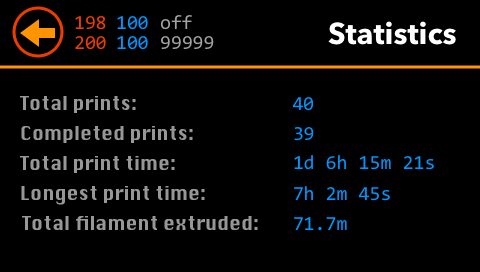 198 100 off
200 100 99999
Statistics
Total prints: 40
Completed prints: 39
Total print time: 1d 6h 15m 21s
Longest print time: 7h 2m 45s
Total filament extruded: 71.7m